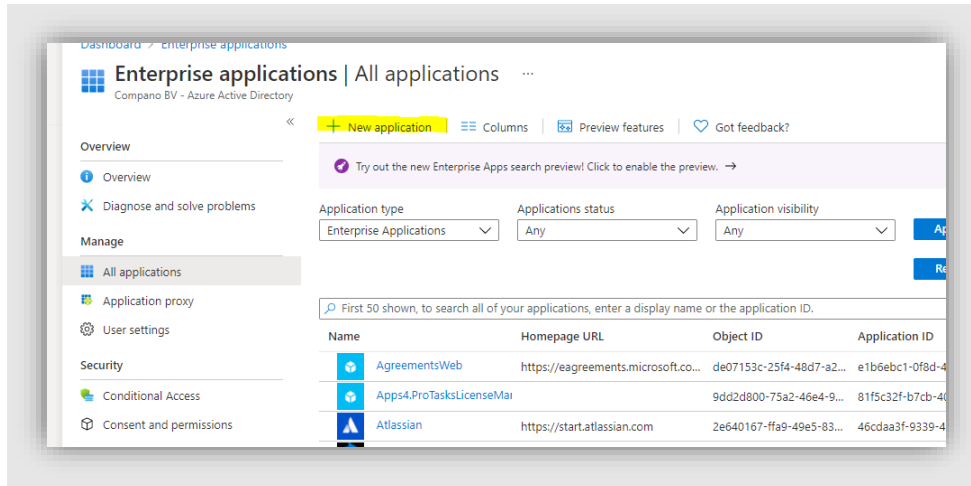 Dashboard > Enterprise applications
Enterprise applications | All applications ...
Compano BV - Azure Active Directory
«
Overview
Overview
Diagnose and solve problems
Manage
All applications
Application proxy
User settings
Security
Conditional Access
Consent and permissions
+ New application
Columns
Preview features
Got feedback?
Try out the new Enterprise Apps search preview! Click to enable the preview. →
Application type
Enterprise Applications
Applications status
Any
Application visibility
Any
Ap
Re
First 50 shown, to search all of your applications, enter a display name or the application ID.
Name Homepage URL Object ID Application ID
AgreementsWeb https://eagreements.microsoft.co... de07153c-25f4-48d7-a2... e1b6ebc1-0f8d-4
Apps4.ProTasksLicenseMa 9dd2d800-75a2-46e4-9... 81f5c32f-b7cb-40
Atlassian https://start.atlassian.com 2e640167-ffa9-49e5-83... 46cdaa3f-9339-4